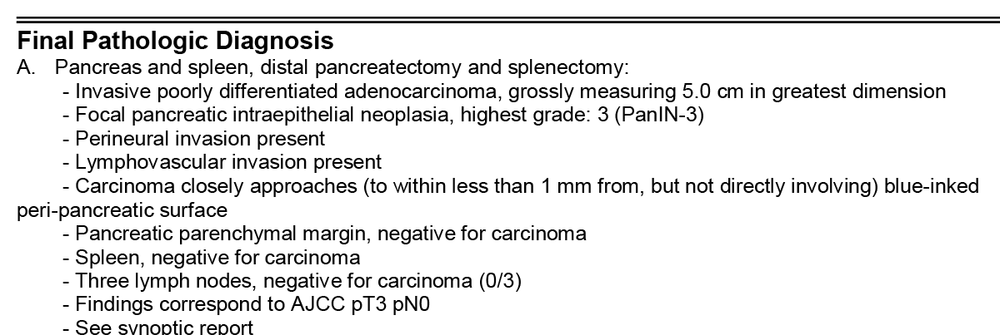 Final Pathologic Diagnosis
A. Pancreas and spleen, distal pancreatectomy and splenectomy:
- Invasive poorly differentiated adenocarcinoma, grossly measuring 5.0 cm in greatest dimension
- Focal pancreatic intraepithelial neoplasia, highest grade: 3 (PanIN-3)
- Perineural invasion present
- Lymphovascular invasion present
- Carcinoma closely approaches (to within less than 1 mm from, but not directly involving) blue-inked
peri-pancreatic surface
- Pancreatic parenchymal margin, negative for carcinoma
- Spleen, negative for carcinoma
- Three lymph nodes, negative for carcinoma (0/3)
- Findings correspond to AJCC pT3 pN0
- See synoptic report